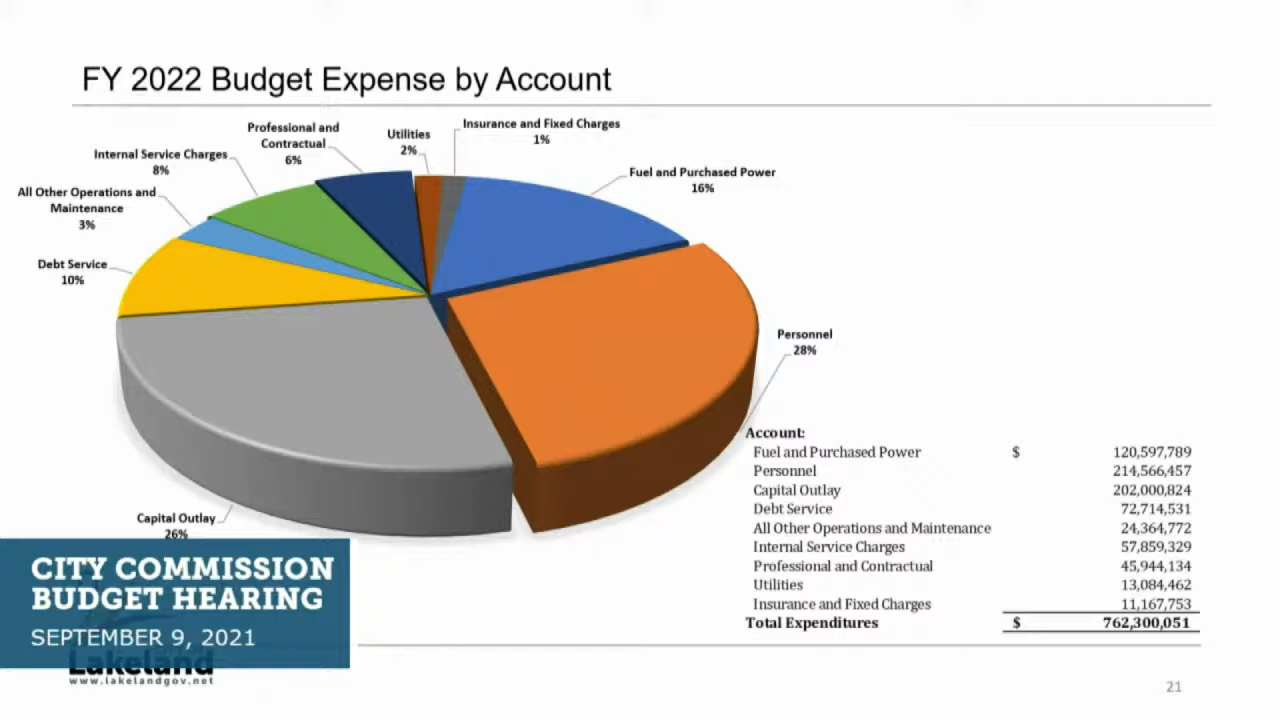 FY 2022 Budget Expense by Account
Professional and
Contractual
6%
Utilities
2%
Insurance and Fixed Charges
1%
Internal Service Charges
8%
Fuel and Purchased Power
16%
All Other Operations and
Maintenance
3%
Debt Service
10%
Personnel
28%
Capital Outlay
26%
Account:
Fuel and Purchased Power $ 120,597,789
Personnel 214,566,457
Capital Outlay 202,000,824
Debt Service 72,714,531
All Other Operations and Maintenance 24,364,772
Internal Service Charges 57,859,329
Professional and Contractual 45,944,134
Utilities 13,084,462
Insurance and Fixed Charges 11,167,753
Total Expenditures $ 762,300,051
CITY COMMISSION
BUDGET HEARING
SEPTEMBER 9, 2021
Lakeland
www.lakelandgov.net
21